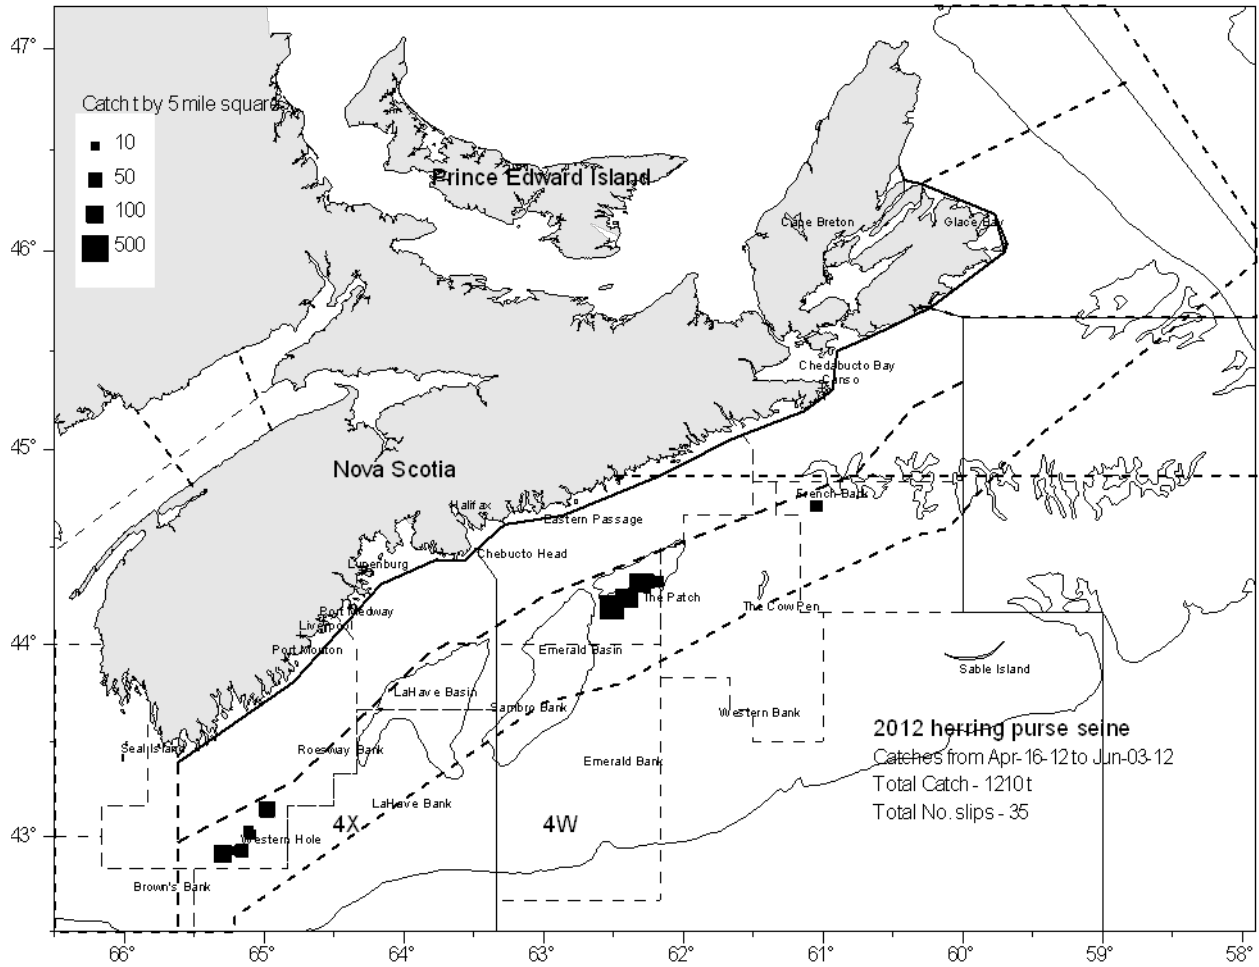 47°
46°
45°
44°
43°
Catch t by 5 mile square
10
50
100
500
Prince Edward Island
Cape Breton
Glace Bay
Chedabucto Bay
Canso
Nova Scotia
Halifax
French Bank
Eastern Passage
Chebucto Head
Lunenburg
The Patch
The Cow Pen
Port Medway
Liverpool
Port Mouton
Emerald Basin
Sable Island
LaHave Basin
Sambro Bank
Western Bank
Seal Island
Roseway Bank
Emerald Bank
LaHave Bank
Western Hole
4X
4W
Brown's Bank
2012 herring purse seine
Catches from Apr-16-12 to Jun-03-12
Total Catch - 1210 t
Total No. slips - 35
66° 65° 64° 63° 62° 61° 60° 59° 58°